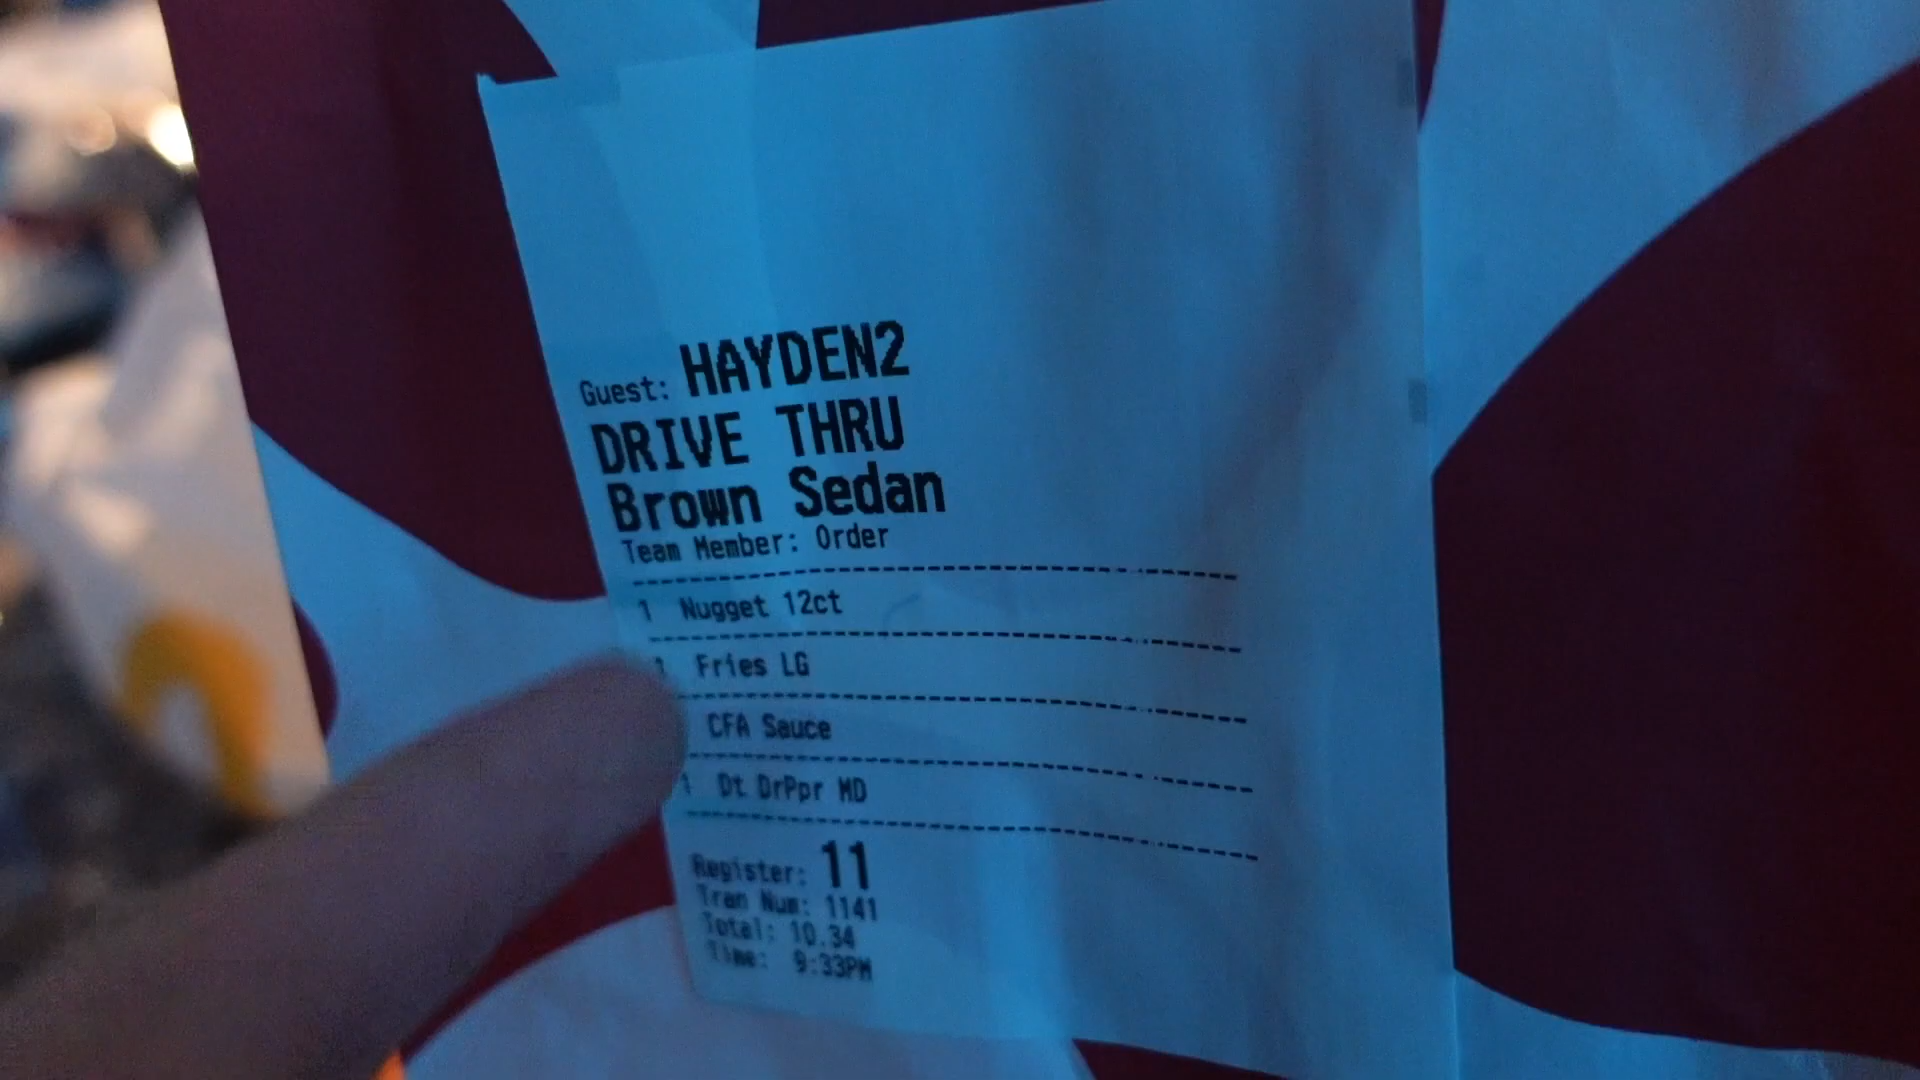 Guest: HAYDEN2
DRIVE THRU
Brown Sedan
Team Member: Order
1 Nugget 12ct
1 Fries LG
CFA Sauce
1 Dt DrPpr MD
Register: 11
Tran Num: 1141
Total: 10.34
Time: 9:33PM